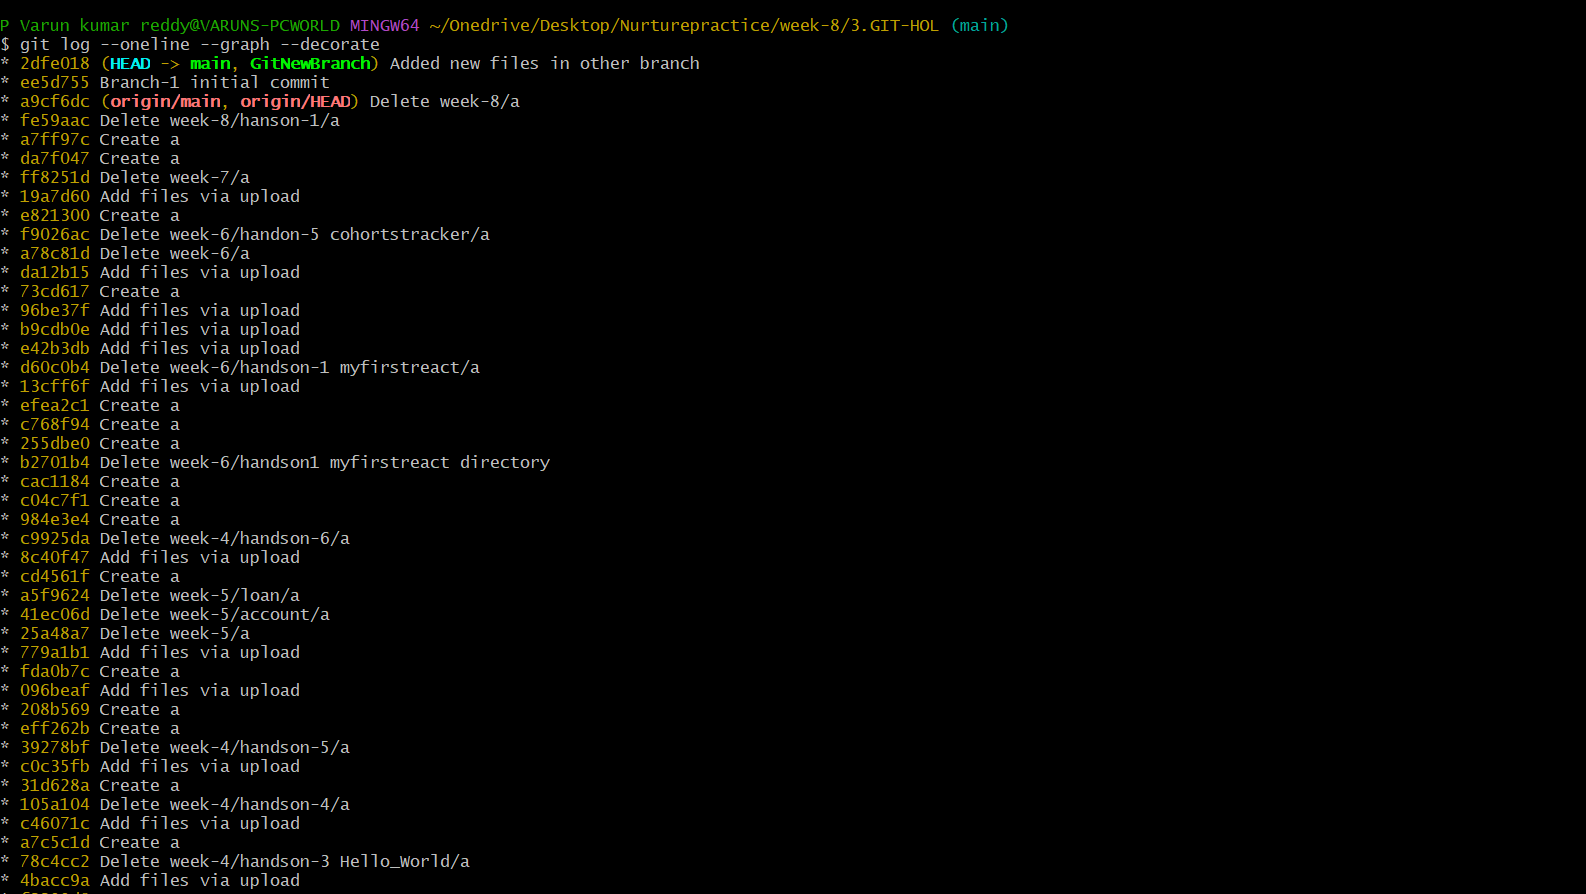 P Varun kumar reddy@VARUNS-PCWORLD MINGW64 ~/Onedrive/Desktop/Nurturepractice/week-8/3.GIT-HOL (main)
$ git log --oneline --graph --decorate
* 2dfe018 (HEAD -> main, GitNewBranch) Added new files in other branch
* ee5d755 Branch-1 initial commit
* a9cf6dc (origin/main, origin/HEAD) Delete week-8/a
* fe59aac Delete week-8/hanson-1/a
* a7ff97c Create a
* da7f047 Create a
* ff8251d Delete week-7/a
* 19a7d60 Add files via upload
* e821300 Create a
* f9026ac Delete week-6/handon-5 cohortstracker/a
* a78c81d Delete week-6/a
* da12b15 Add files via upload
* 73cd617 Create a
* 96be37f Add files via upload
* b9cdb0e Add files via upload
* e42b3db Add files via upload
* d60c0b4 Delete week-6/handson-1 myfirstreact/a
* 13cff6f Add files via upload
* efea2c1 Create a
* c768f94 Create a
* 255dbe0 Create a
* b2701b4 Delete week-6/handson1 myfirstreact directory
* cac1184 Create a
* c04c7f1 Create a
* 984e3e4 Create a
* c9925da Delete week-4/handson-6/a
* 8c40f47 Add files via upload
* cd4561f Create a
* a5f9624 Delete week-5/loan/a
* 41ec06d Delete week-5/account/a
* 25a48a7 Delete week-5/a
* 779a1b1 Add files via upload
* fda0b7c Create a
* 096beaf Add files via upload
* 208b569 Create a
* eff262b Create a
* 39278bf Delete week-4/handson-5/a
* c0c35fb Add files via upload
* 31d628a Create a
* 105a104 Delete week-4/handson-4/a
* c46071c Add files via upload
* a7c5c1d Create a
* 78c4cc2 Delete week-4/handson-3 Hello_World/a
* 4bacc9a Add files via upload